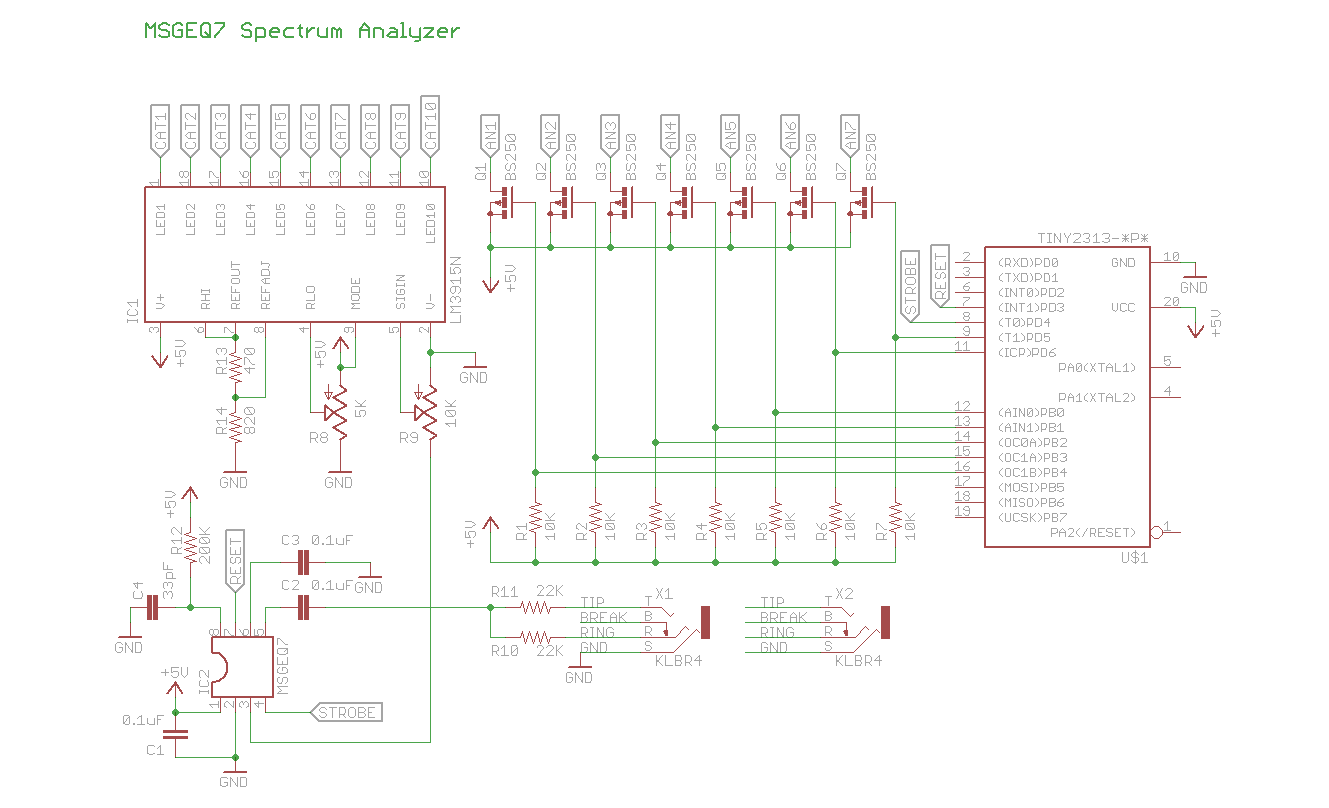 MSGEQ7 Spectrum Analyzer
CAT1 CAT2 CAT3 CAT4 CAT5 CAT6 CAT7 CAT8 CAT9 CAT10
1 18 17 16 15 14 13 12 11 10
LED1 LED2 LED3 LED4 LED5 LED6 LED7 LED8 LED9 LED10
V+ RHI REFOUT REFADJ RLO MODE SIGIN V-
IC1
LM3915N
3 6 7 8 4 9 5 2
+5V
R13 470
R14 820
GND
+5V
R8 5K
GND
R9 10K
GND
AN1 AN2 AN3 AN4 AN5 AN6 AN7
Q1 BS250
Q2 BS250
Q3 BS250
Q4 BS250
Q5 BS250
Q6 BS250
Q7 BS250
+5V
STROBE
RESET
TINY2313-*P*
2 (RXD)PD0
3 (TXD)PD1
6 (INT0)PD2
7 (INT1)PD3
8 (T0)PD4
9 (T1)PD5
11 (ICP)PD6
12 (AIN0)PB0
13 (AIN1)PB1
14 (OC0A)PB2
15 (OC1A)PB3
16 (OC1B)PB4
17 (MOSI)PB5
18 (MISO)PB6
19 (UCSK)PB7
GND 10
GND
VCC 20
+5V
PA0(XTAL1) 5
PA1(XTAL2) 4
PA2(/RESET) 1
U$1
+5V
R1 10K
R2 10K
R3 10K
R4 10K
R5 10K
R6 10K
R7 10K
+5V
R12 200K
RESET
C4 33pF
GND
C3 0.1uF
GND
C2 0.1uF
8 7 6 5
IC2
MSGEQ7
1 2 3 4
+5V
0.1uF
C1
GND
STROBE
R11 22K
R10 22K
TIP T X1
BREAK B
RING R
GND S
KLBR4
GND
TIP T X2
BREAK B
RING R
GND S
KLBR4